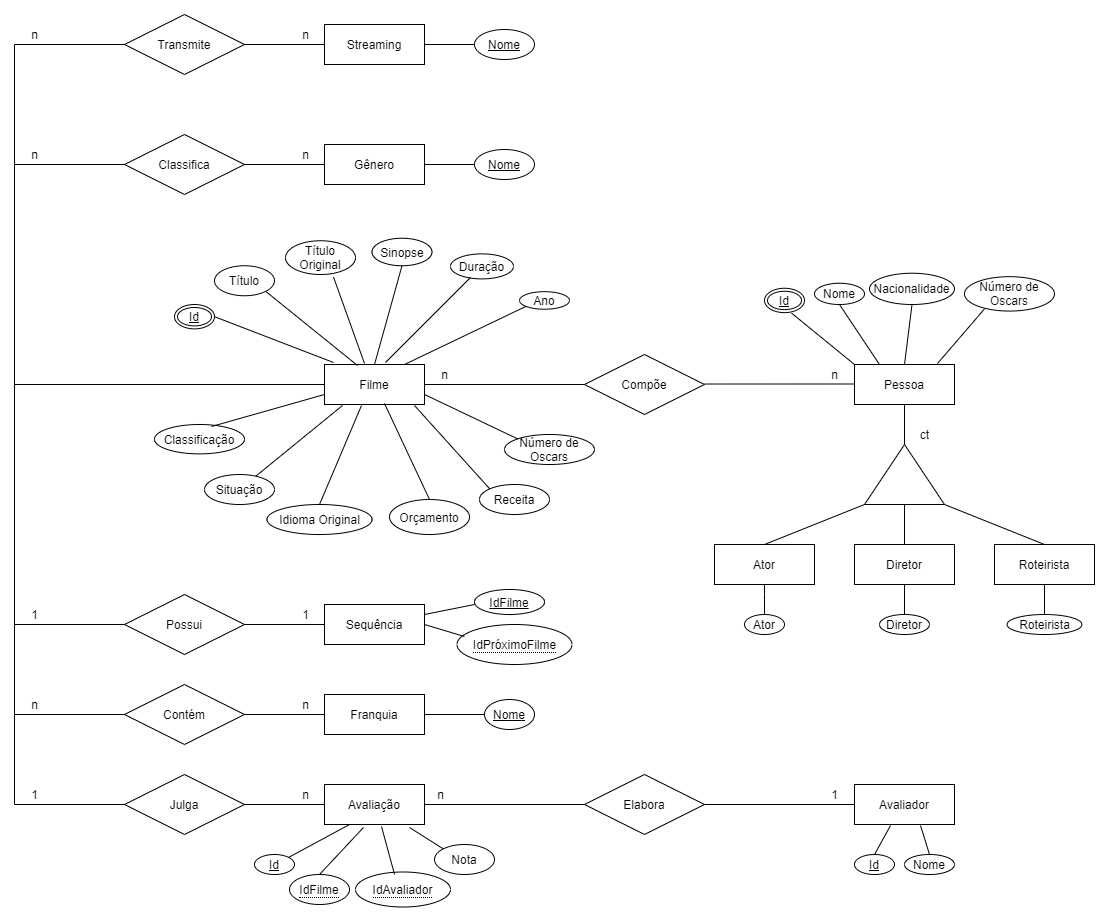 n
Transmite
n
Streaming
Nome
n
Classifica
n
Gênero
Nome
Título
Original
Sinopse
Duração
Título
Id
Ano
Id
Nome
Nacionalidade
Número de
Oscars
Filme
n
Compõe
n
Pessoa
ct
Classificação
Número de
Oscars
Situação
Idioma Original
Orçamento
Receita
Ator
Diretor
Roteirista
Ator
Diretor
Roteirista
1
Possui
1
Sequência
IdFilme
IdPróximoFilme
n
Contém
n
Franquia
Nome
1
Julga
n
Avaliação
n
Elabora
1
Avaliador
Id
IdFilme
IdAvaliador
Nota
Id
Nome